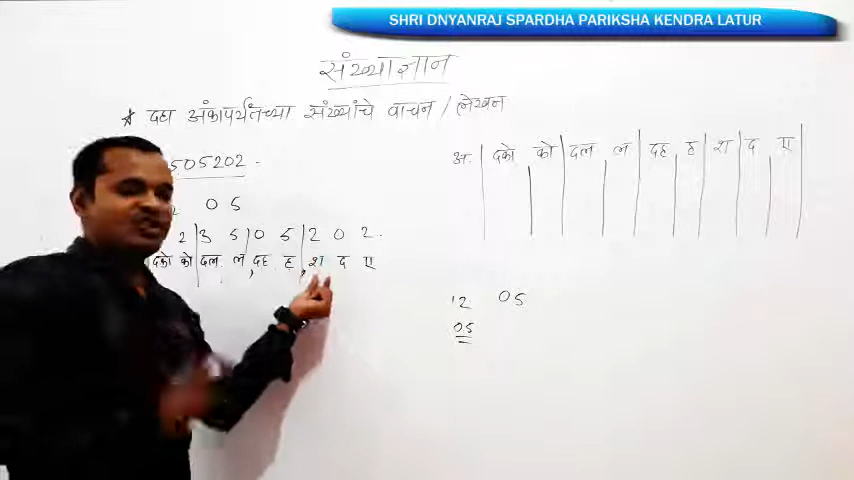 SHRI DNYANRAJ SPARDHA PARIKSHA KENDRA LATUR
संख्याज्ञान
* दहा अंकापर्यंतच्या संख्यांचे वाचन / लेखन
505202.
2 0 5
2 | 3 5 | 0 5 | 2 0 2.
दको को दल ल, दह ह, श द ए
अ. | दको | को | दल | ल | दह | ह | श | द | ए
12 05
05